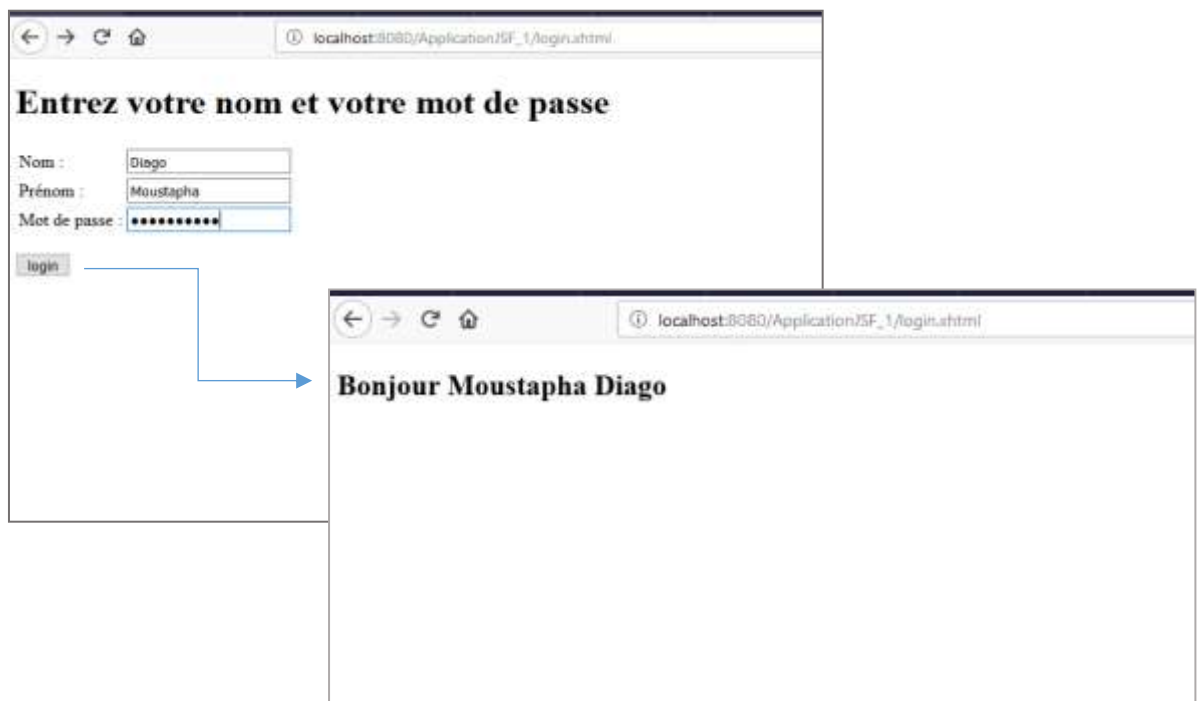 localhost:8080/ApplicationJSF_1/login.xhtml
Entrez votre nom et votre mot de passe
Nom :
Diago
Prénom :
Moustapha
Mot de passe :
login
localhost:8080/ApplicationJSF_1/login.xhtml
Bonjour Moustapha Diago